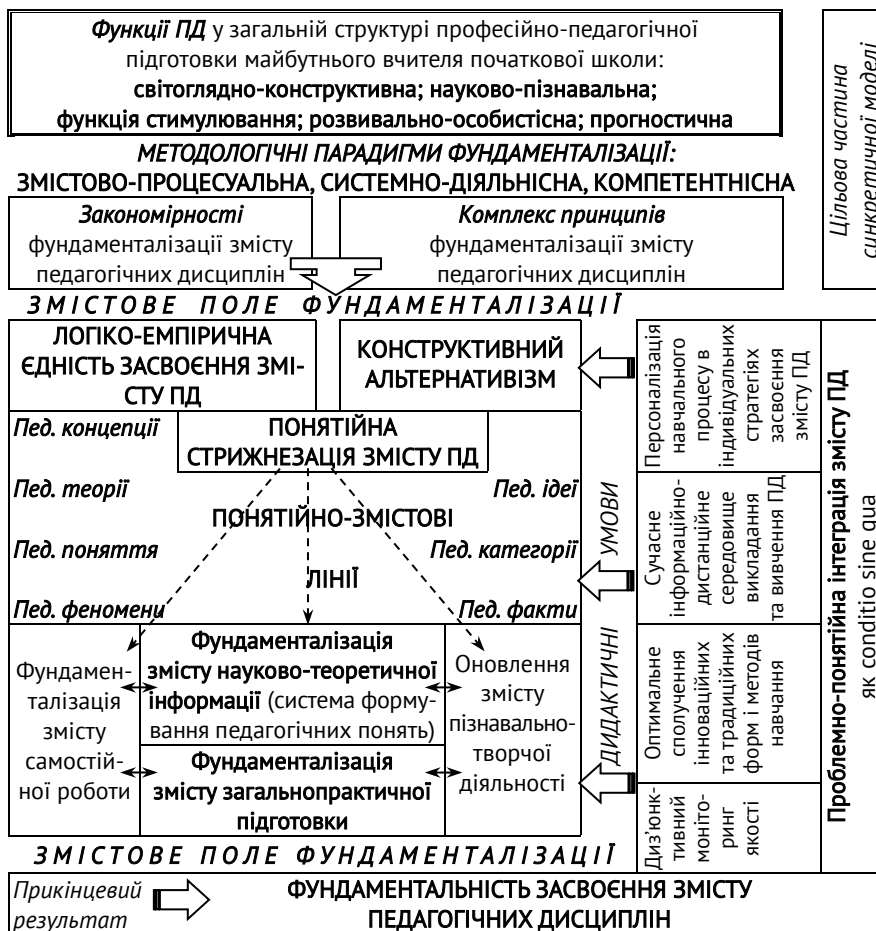 Функції ПД у загальній структурі професійно-педагогічної
підготовки майбутнього вчителя початкової школи:
світоглядно-конструктивна; науково-пізнавальна;
функція стимулювання; розвивально-особистісна; прогностична
Цільова частина
синкретичної моделі
МЕТОДОЛОГІЧНІ ПАРАДИГМИ ФУНДАМЕНТАЛІЗАЦІЇ:
ЗМІСТОВО-ПРОЦЕСУАЛЬНА, СИСТЕМНО-ДІЯЛЬНІСНА, КОМПЕТЕНТНІСНА
Закономірності
фундаменталізації змісту
педагогічних дисциплін
Комплекс принципів
фундаменталізації змісту
педагогічних дисциплін
ЗМІСТОВЕ ПОЛЕ ФУНДАМЕНТАЛІЗАЦІЇ
ЛОГІКО-ЕМПІРИЧНА
ЄДНІСТЬ ЗАСВОЄННЯ ЗМІ-
СТУ ПД
КОНСТРУКТИВНИЙ
АЛЬТЕРНАТИВІЗМ
Пед. концепції
ПОНЯТІЙНА
СТРИЖНЕЗАЦІЯ ЗМІСТУ ПД
Пед. теорії
Пед. ідеї
ПОНЯТІЙНО-ЗМІСТОВІ
Пед. поняття
Пед. категорії
ЛІНІЇ
Пед. феномени
Пед. факти
Фундамен-
талізація
змісту
самостій-
ної роботи
Фундаменталізація
змісту науково-теоретичної
інформації (система форму-
вання педагогічних понять)
Фундаменталізація
змісту загальнопрактичної
підготовки
Оновлення
змісту
пізнавально-
творчої
діяльності
ДИДАКТИЧНІ УМОВИ
Персоналізація
навчального
процесу в
індивідуальних
стратегіях
засвоєння
змісту ПД
Сучасне
інформаційно-
дистанційне
середовище
викладання
та вивчення ПД
Оптимальне
сполучення
інноваційних
та традиційних
форм і методів
навчання
Диз'юнк-
тивний
моніто-
ринг
якості
Проблемно-понятійна інтеграція змісту ПД
як conditio sine qua
ЗМІСТОВЕ ПОЛЕ ФУНДАМЕНТАЛІЗАЦІЇ
Прикінцевий
результат
ФУНДАМЕНТАЛЬНІСТЬ ЗАСВОЄННЯ ЗМІСТУ
ПЕДАГОГІЧНИХ ДИСЦИПЛІН